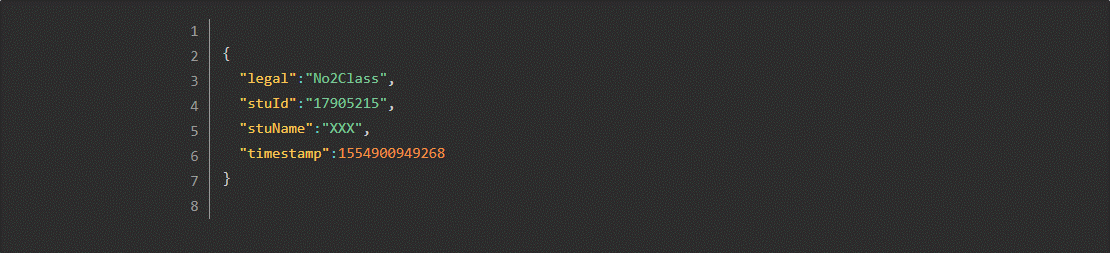 1
2 {
3 "legal":"No2Class",
4 "stuId":"17905215",
5 "stuName":"XXX",
6 "timestamp":1554900949268
7 }
8